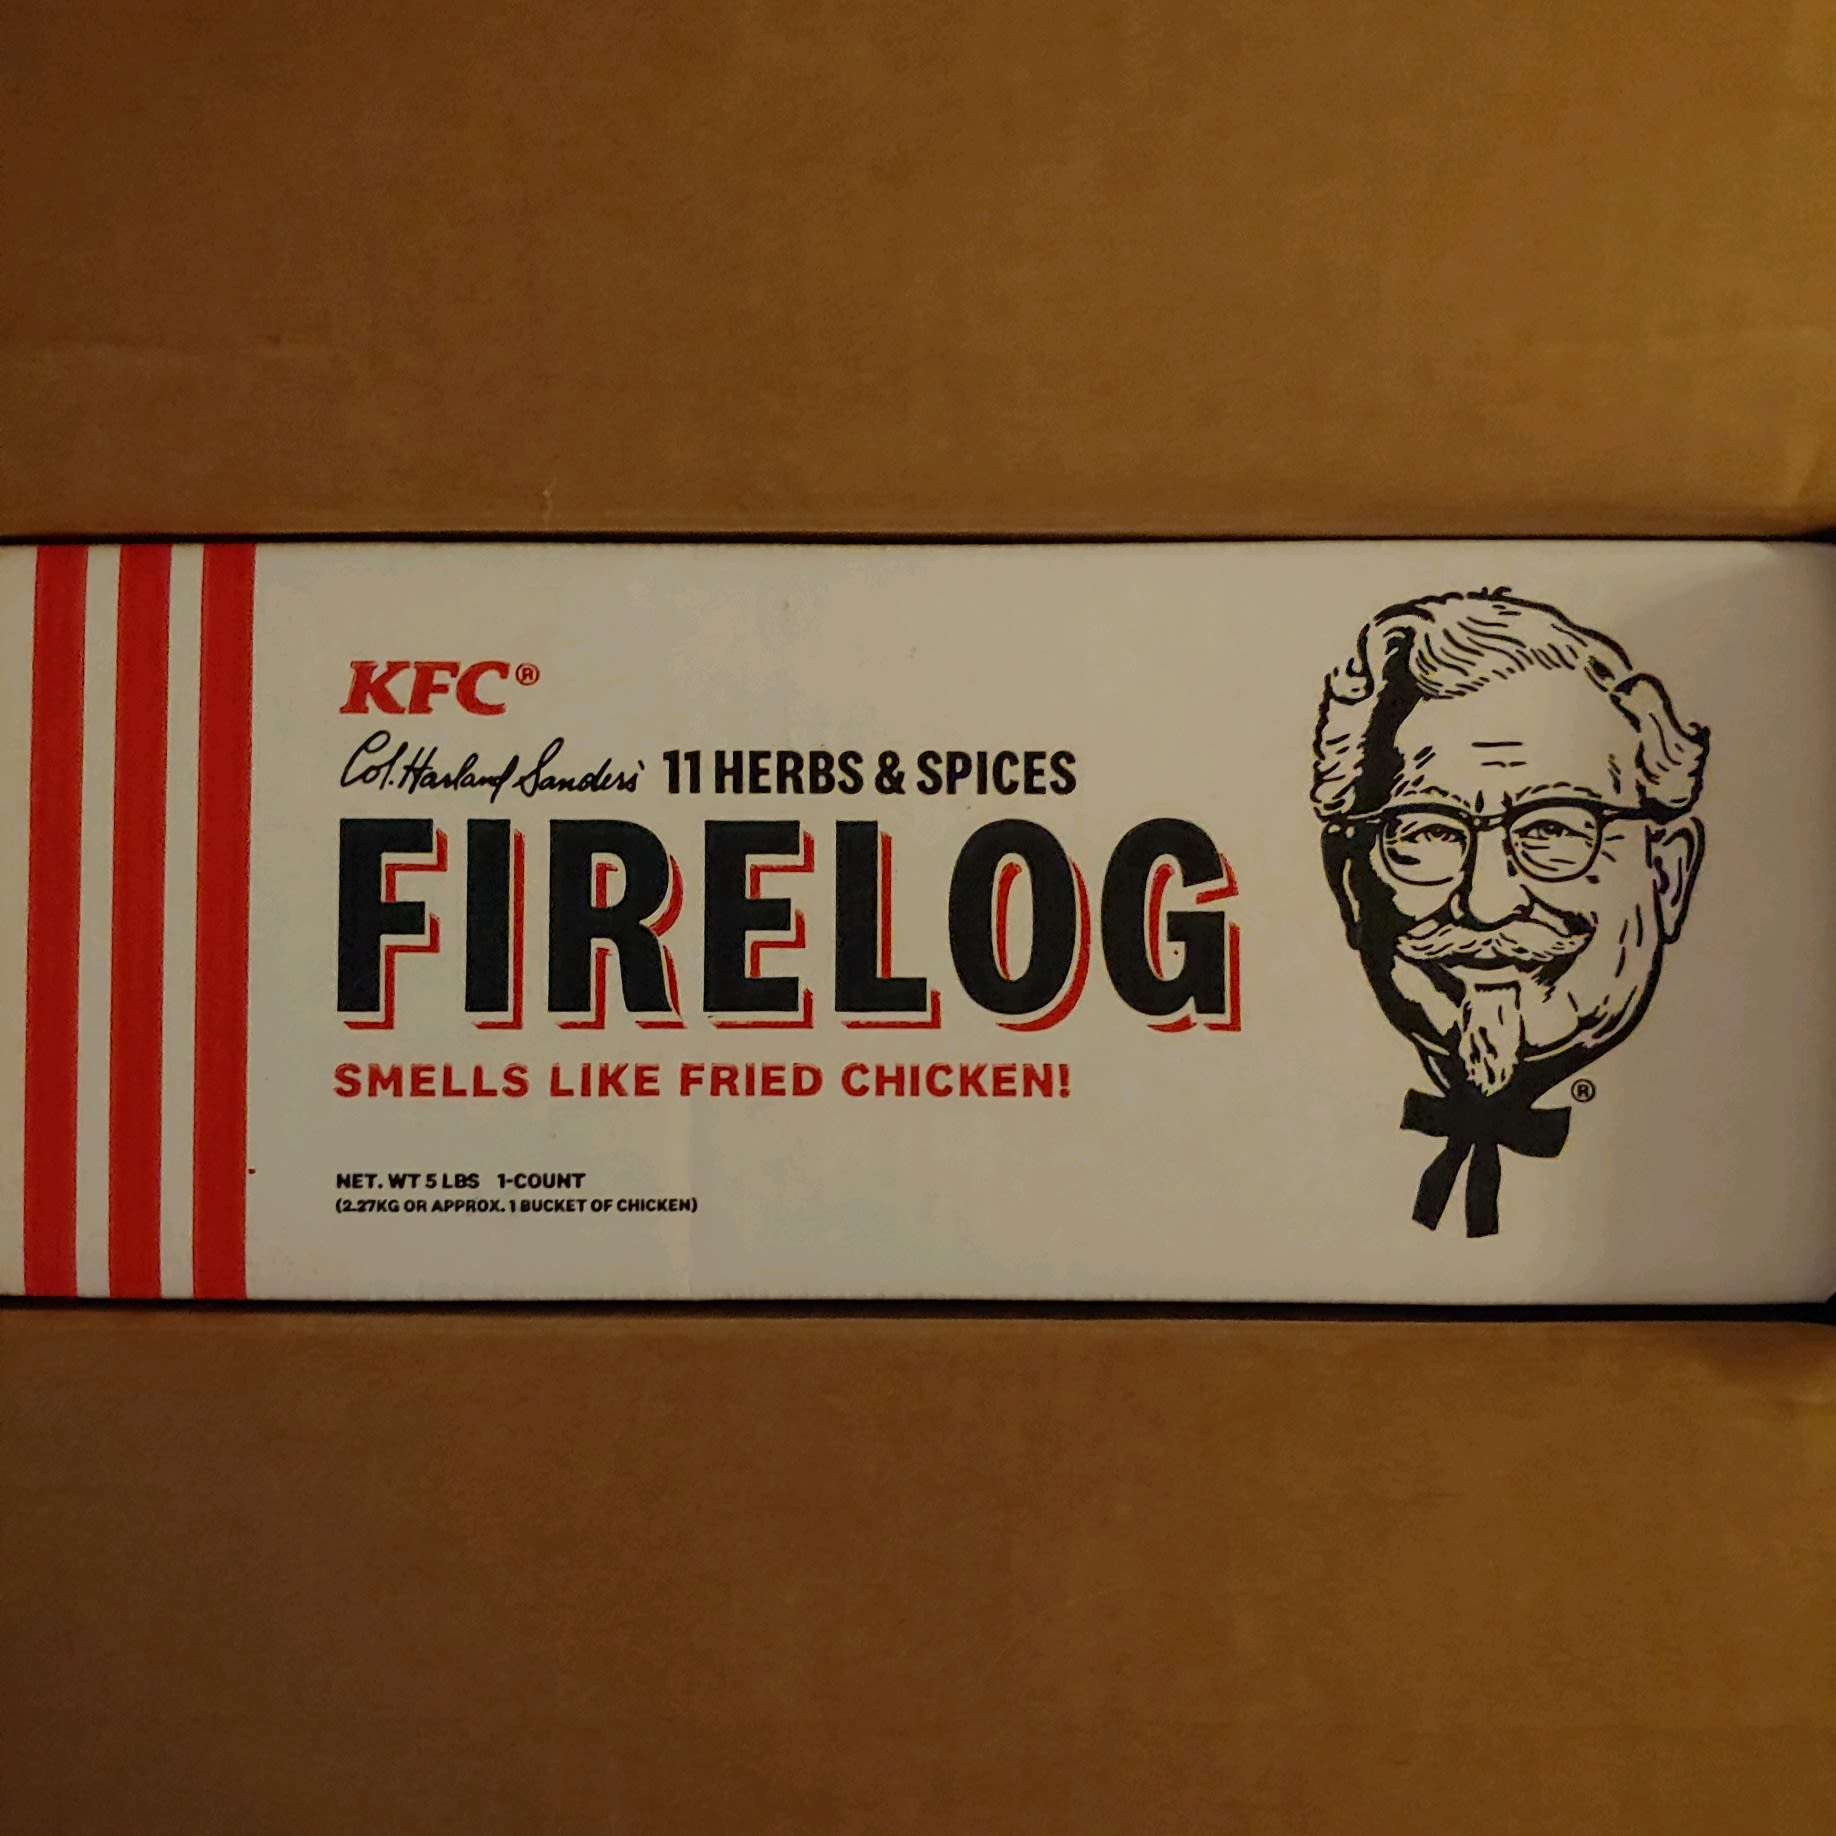 KFC®
Col. Harland Sanders' 11 HERBS & SPICES
FIRELOG
SMELLS LIKE FRIED CHICKEN!
NET. WT 5 LBS 1-COUNT
(2.27KG OR APPROX. 1 BUCKET OF CHICKEN)
®